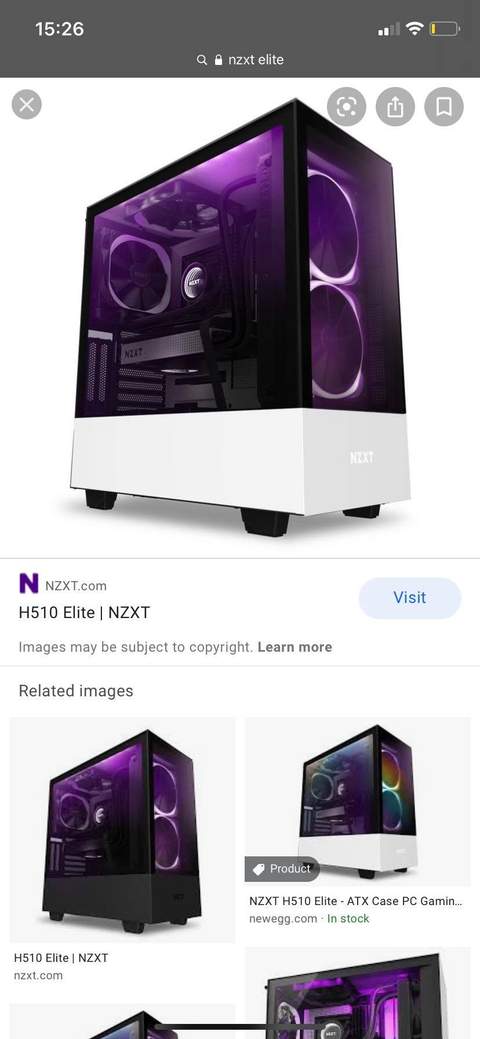 15:26
nzxt elite
NZXT
NZXT
NZXT
N NZXT.com
H510 Elite | NZXT
Visit
Images may be subject to copyright. Learn more
Related images
Product
H510 Elite | NZXT
nzxt.com
NZXT H510 Elite - ATX Case PC Gamin...
newegg.com · In stock